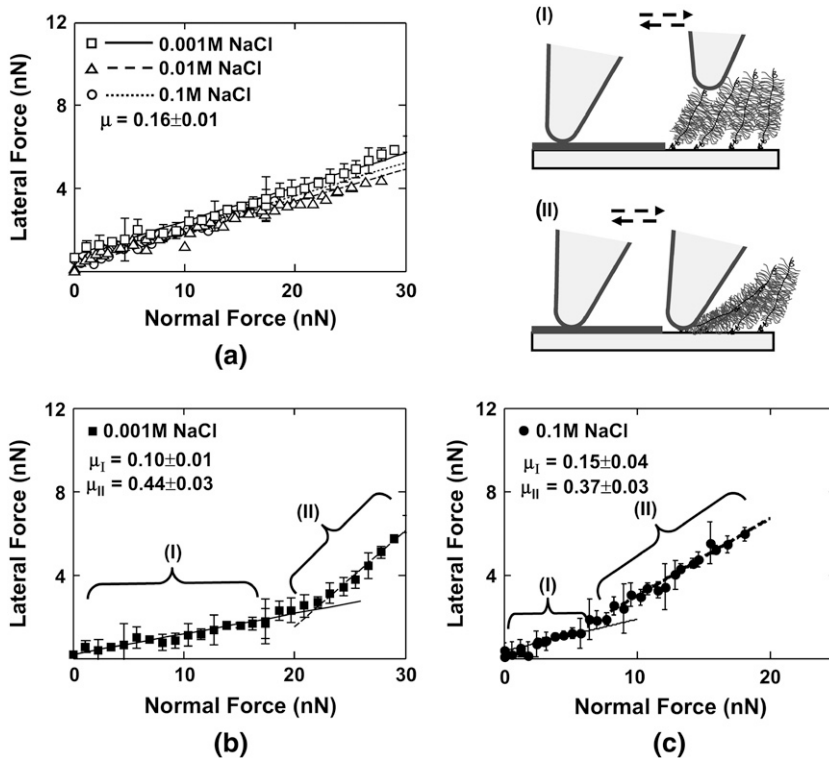 12
8
4
Lateral Force (nN)
0.001M NaCl
0.01M NaCl
0.1M NaCl
μ = 0.16±0.01
10
20
30
Normal Force (nN)
(a)
(I)
(II)
12
8
4
Lateral Force (nN)
0.001M NaCl
μI = 0.10±0.01
μII = 0.44±0.03
(I)
(II)
0
10
20
30
Normal Force (nN)
(b)
12
8
4
Lateral Force (nN)
0.1M NaCl
μI = 0.15±0.04
μII = 0.37±0.03
(II)
(I)
0
10
20
Normal Force (nN)
(c)